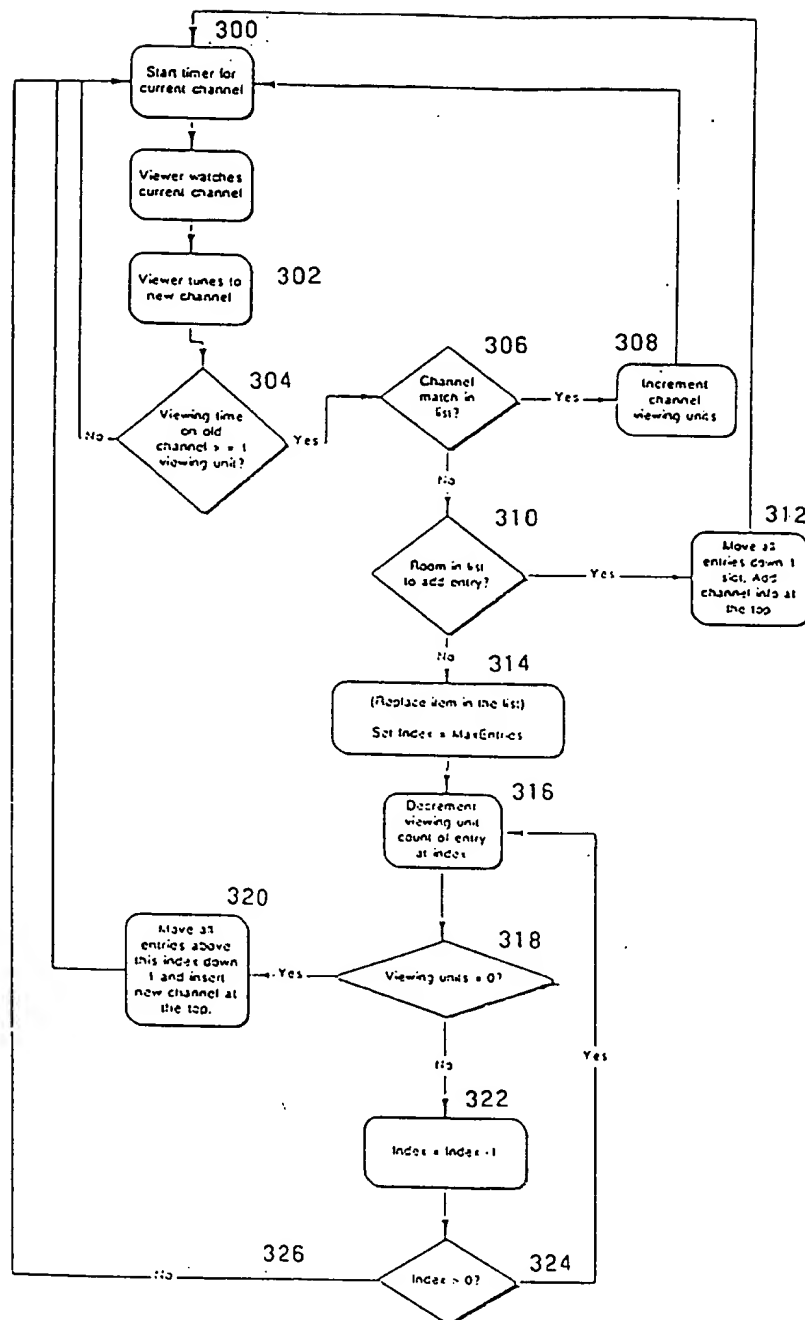 300
Start timer for
current channel
Viewer watches
current channel
302
Viewer tunes to
new channel
304
Viewing time
on old
channel > = 1
viewing unit?
No
Yes
306
Channel
match in
list?
Yes
308
Increment
channel
viewing units
No
310
Room in list
to add entry?
Yes
312
Move all
entries down 1
slot. Add
channel info at
the top
No
314
(Replace item in the list)
Set Index = MaxEntries
316
Decrement
viewing unit
count of entry
at index
320
Move all
entries above
this index down
1 and insert
new channel at
the top.
318
Viewing units = 0?
Yes
No
Yes
322
Index = Index -1
326
324
Index > 0?
No